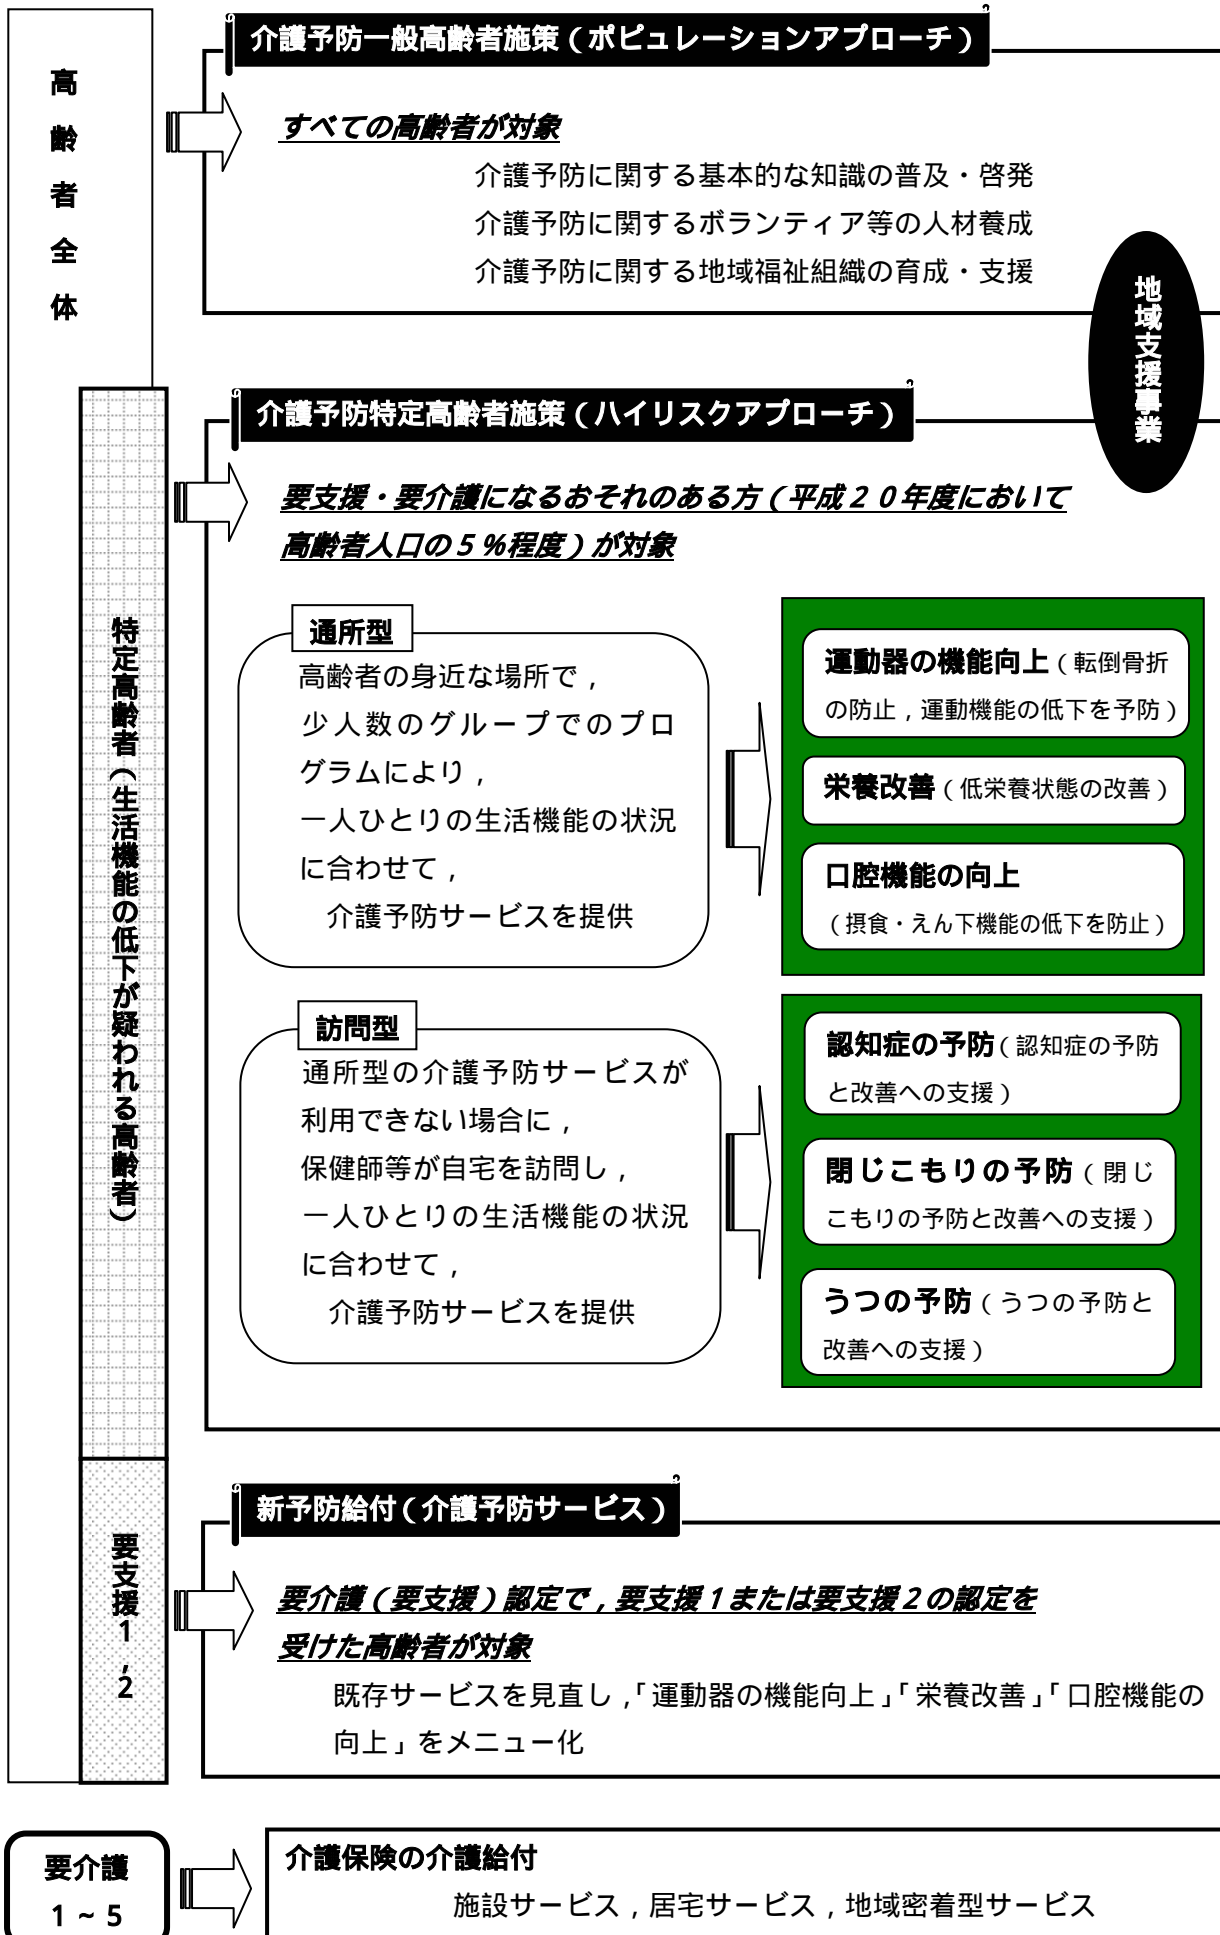 高齢者全体
介護予防一般高齢者施策（ポピュレーションアプローチ）
すべての高齢者が対象
介護予防に関する基本的な知識の普及・啓発
介護予防に関するボランティア等の人材養成
介護予防に関する地域福祉組織の育成・支援
地域支援事業
特定高齢者（生活機能の低下が疑われる高齢者）
介護予防特定高齢者施策（ハイリスクアプローチ）
要支援・要介護になるおそれのある方（平成２０年度において
高齢者人口の５％程度）が対象
通所型
高齢者の身近な場所で，
少人数のグループでのプロ
グラムにより，
一人ひとりの生活機能の状況
に合わせて，
介護予防サービスを提供
運動器の機能向上（転倒骨折
の防止，運動機能の低下を予防）
栄養改善（低栄養状態の改善）
口腔機能の向上
（摂食・えん下機能の低下を防止）
訪問型
通所型の介護予防サービスが
利用できない場合に，
保健師等が自宅を訪問し，
一人ひとりの生活機能の状況
に合わせて，
介護予防サービスを提供
認知症の予防（認知症の予防
と改善への支援）
閉じこもりの予防（閉じ
こもりの予防と改善への支援）
うつの予防（うつの予防と
改善への支援）
要支援１，２
新予防給付（介護予防サービス）
要介護（要支援）認定で，要支援１または要支援２の認定を
受けた高齢者が対象
既存サービスを見直し，「運動器の機能向上」「栄養改善」「口腔機能の
向上」をメニュー化
要介護
１～５
介護保険の介護給付
施設サービス，居宅サービス，地域密着型サービス